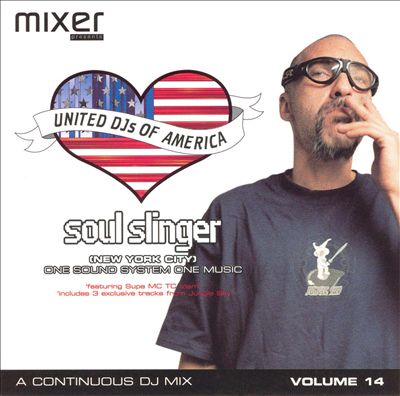 mixer
presents
UNITED DJs OF AMERICA
soul slinger
(NEW YORK CITY)
ONE SOUND SYSTEM ONE MUSIC
*featuring Supa MC TC
*includes 3 exclusive tracks from Jungle Sky
A CONTINUOUS DJ MIX VOLUME 14